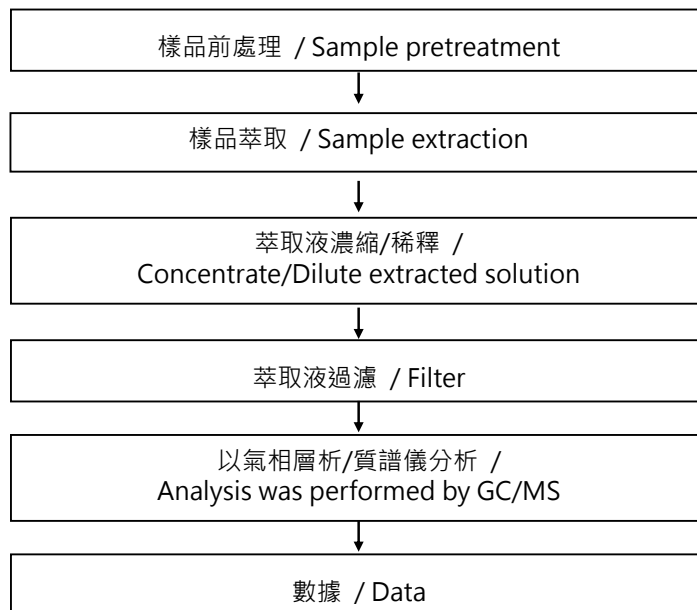 樣品前處理 / Sample pretreatment
樣品萃取 / Sample extraction
萃取液濃縮/稀釋 /
Concentrate/Dilute extracted solution
萃取液過濾 / Filter
以氣相層析/質譜儀分析 /
Analysis was performed by GC/MS
數據 / Data